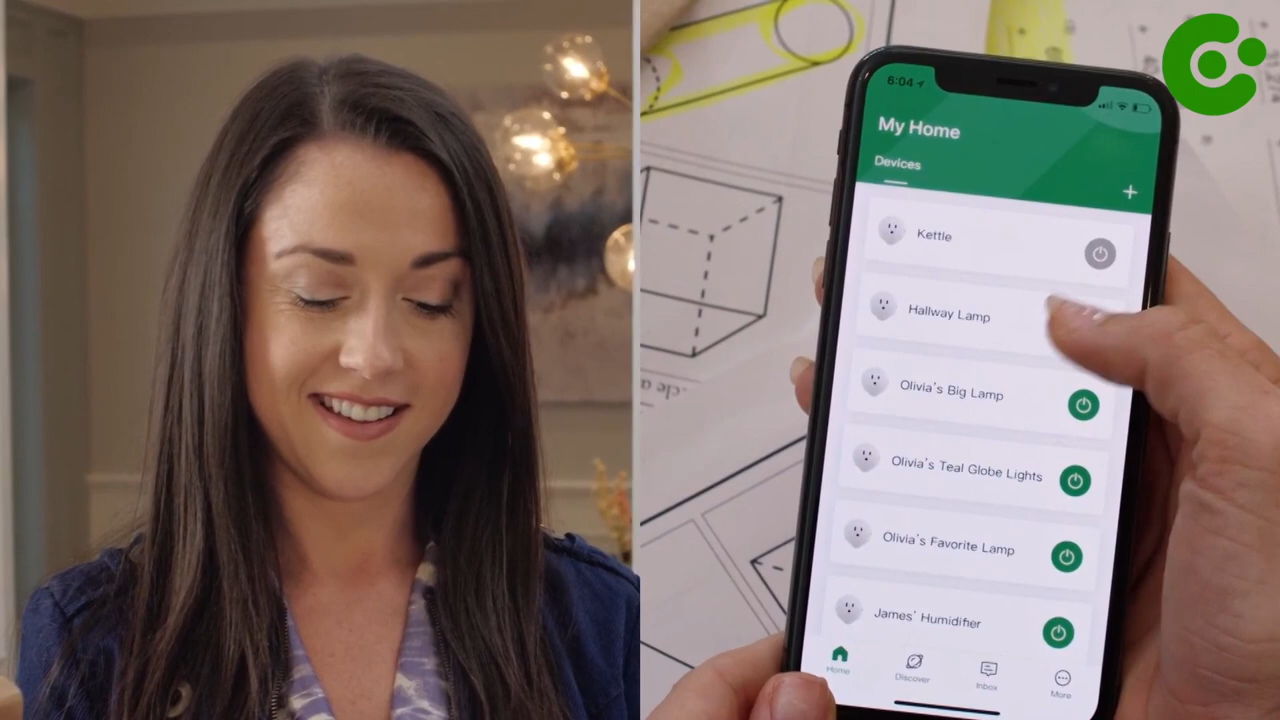 6:04
My Home
Devices
+
Kettle
Hallway Lamp
Olivia's Big Lamp
Olivia's Teal Globe Lights
Olivia's Favorite Lamp
James' Humidifier
Home
Discover
Inbox
More